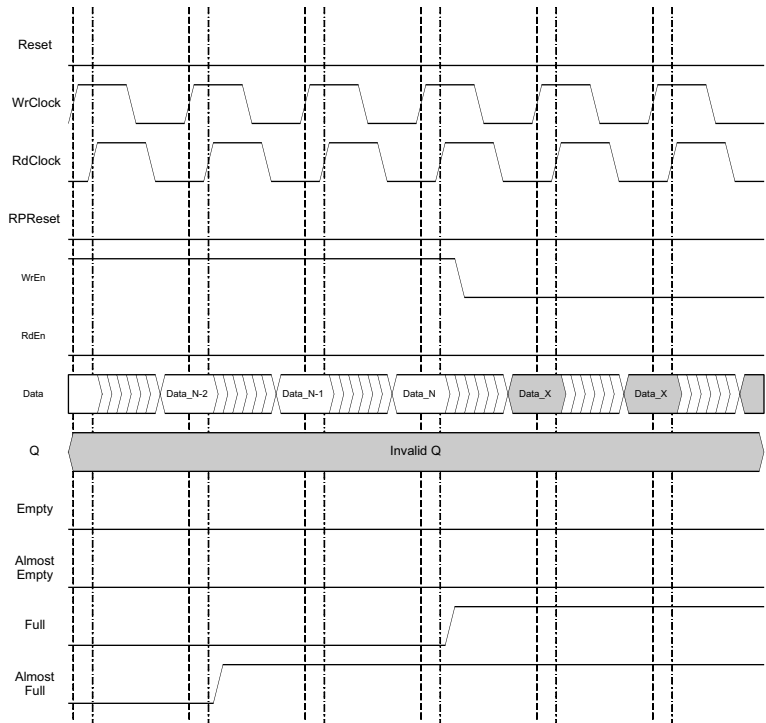 Reset
WrClock
RdClock
RPReset
WrEn
RdEn
Data
Data_N-2
Data_N-1
Data_N
Data_X
Data_X
Q
Invalid Q
Empty
Almost
Empty
Full
Almost
Full